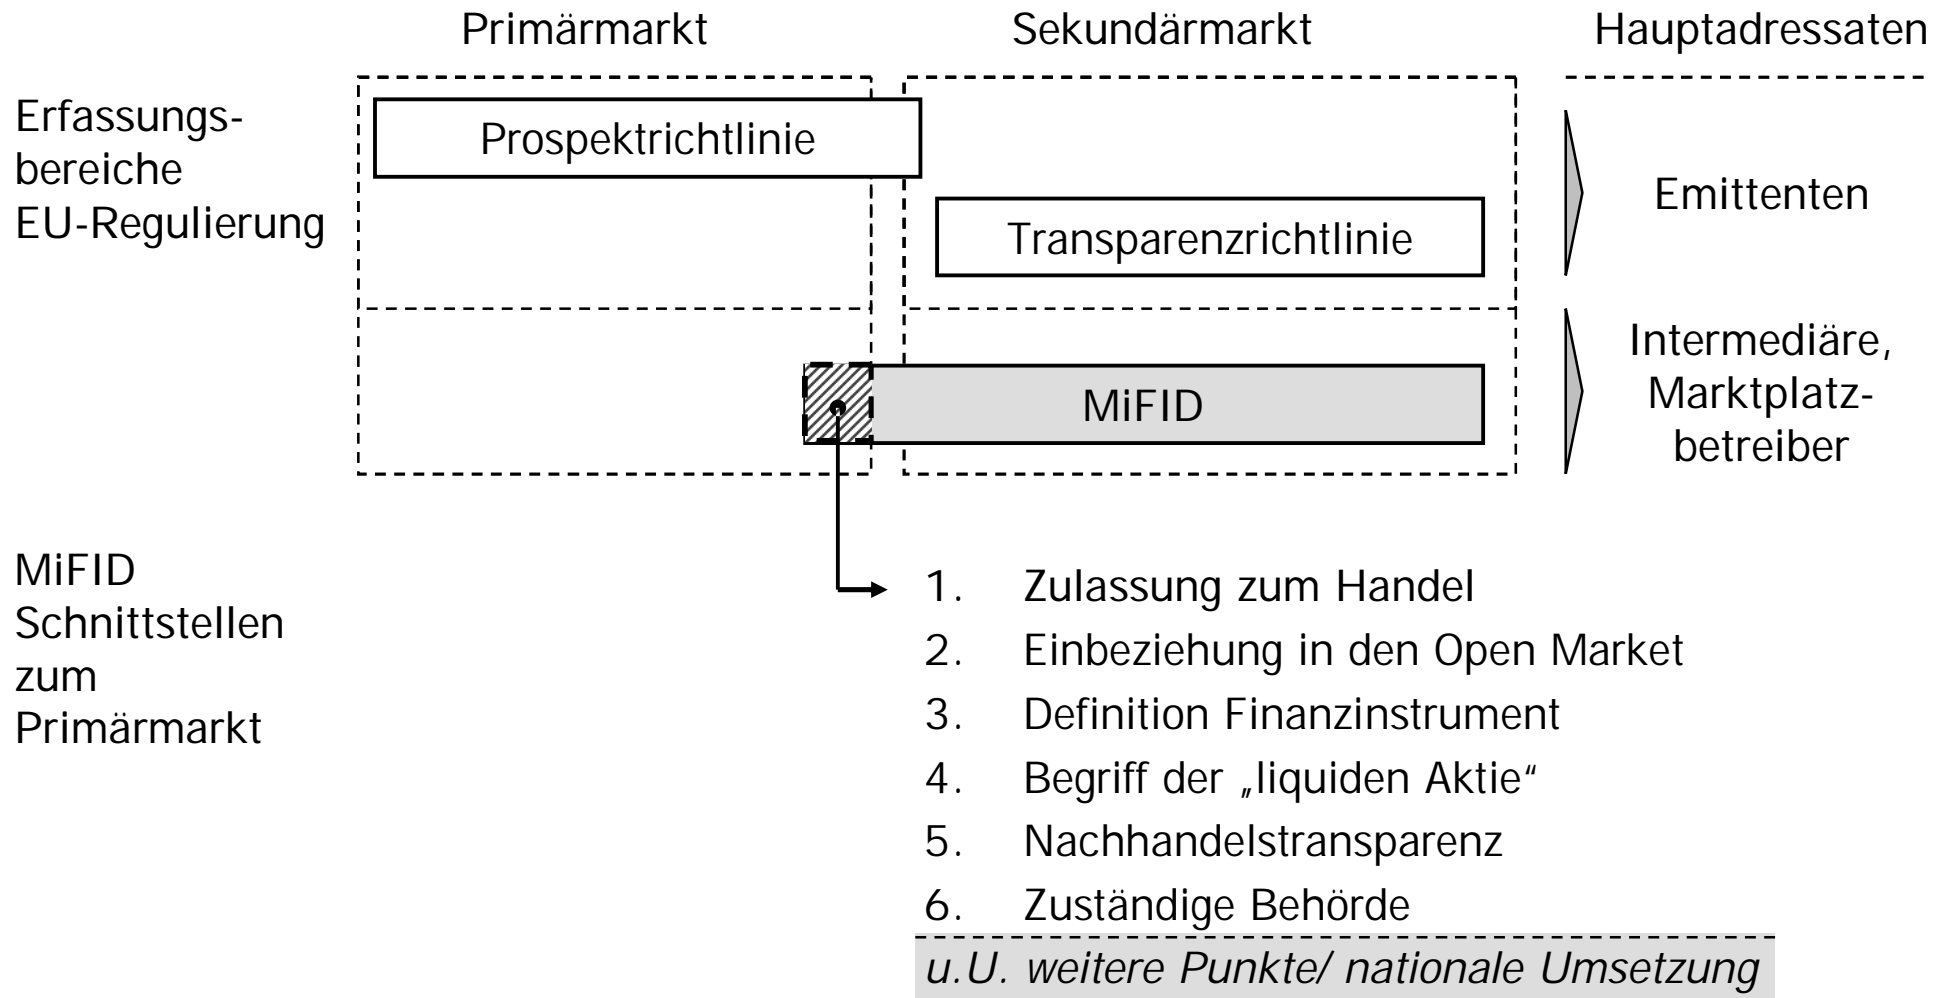 Primärmarkt
Sekundärmarkt
Hauptadressaten
Erfassungs-
bereiche
EU-Regulierung
Prospektrichtlinie
Transparenzrichtlinie
Emittenten
MiFID
Intermediäre,
Marktplatz-
betreiber
MiFID
Schnittstellen
zum
Primärmarkt
1. Zulassung zum Handel
2. Einbeziehung in den Open Market
3. Definition Finanzinstrument
4. Begriff der „liquiden Aktie“
5. Nachhandelstransparenz
6. Zuständige Behörde
u.U. weitere Punkte/ nationale Umsetzung